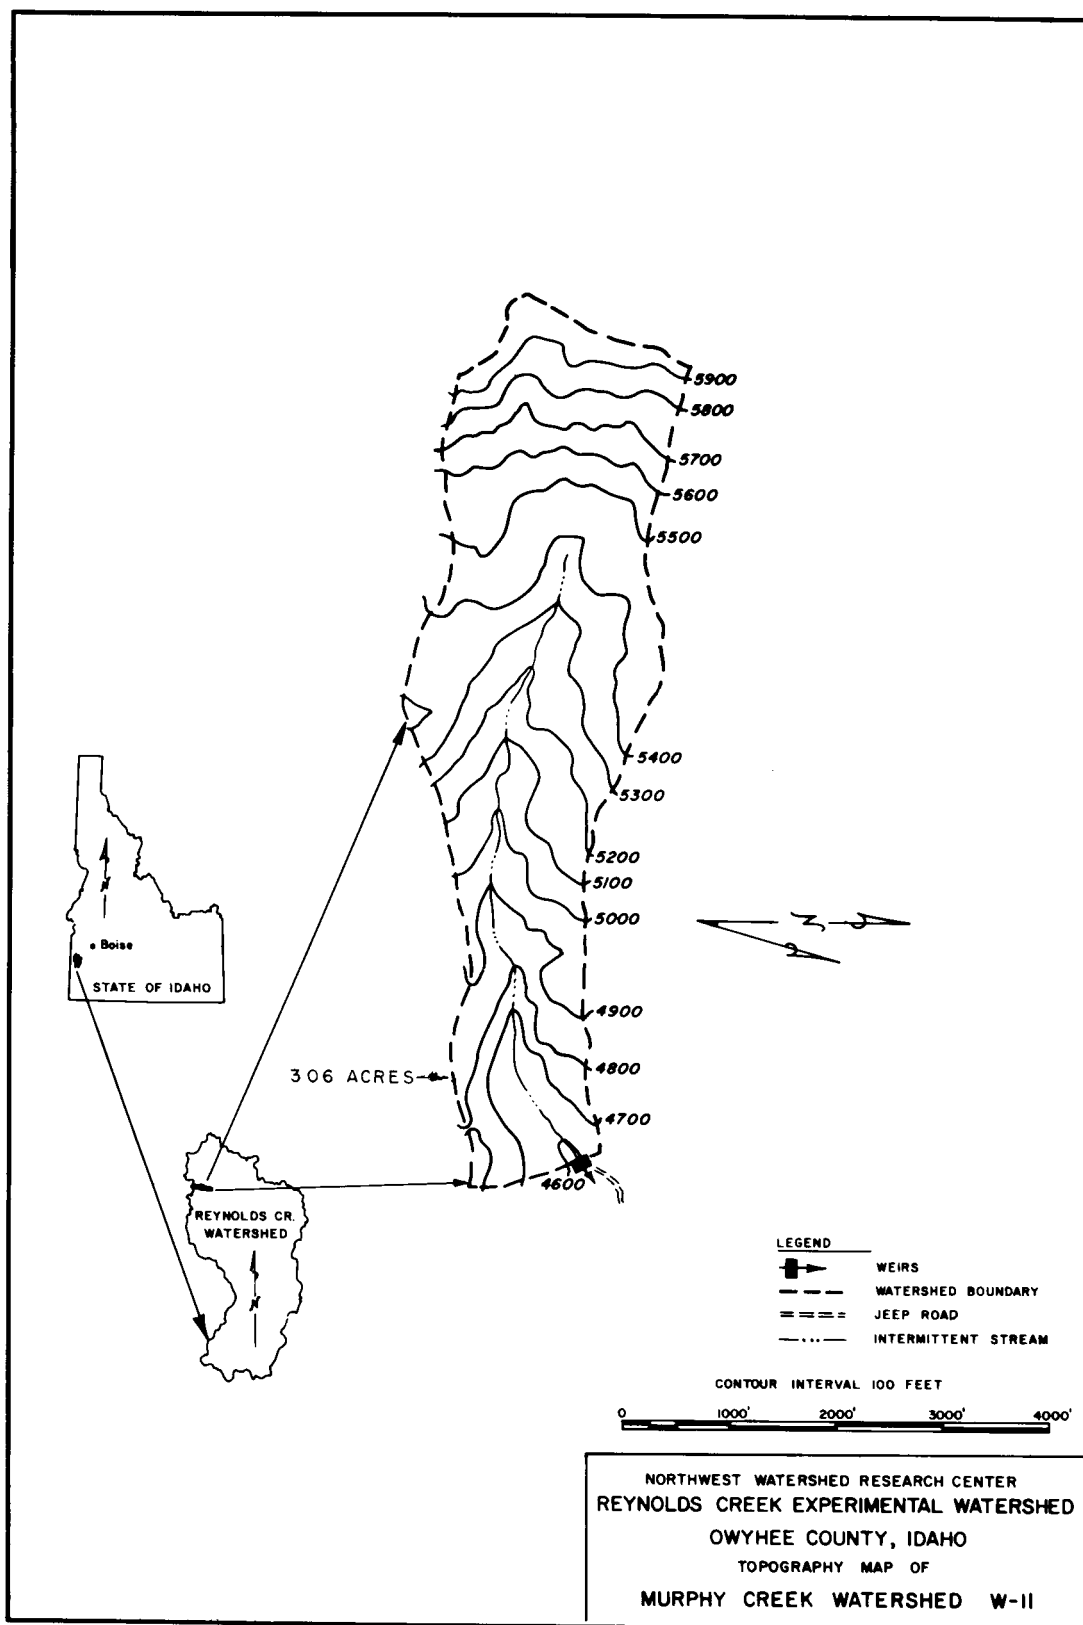 5900
5800
5700
5600
5500
5400
5300
5200
5100
5000
4900
4800
4700
4600
N
N
Boise
STATE OF IDAHO
306 ACRES
REYNOLDS CR.
WATERSHED
N
LEGEND
WEIRS
WATERSHED BOUNDARY
JEEP ROAD
INTERMITTENT STREAM
CONTOUR INTERVAL 100 FEET
0 1000' 2000' 3000' 4000'
NORTHWEST WATERSHED RESEARCH CENTER
REYNOLDS CREEK EXPERIMENTAL WATERSHED
OWYHEE COUNTY, IDAHO
TOPOGRAPHY MAP OF
MURPHY CREEK WATERSHED W-11